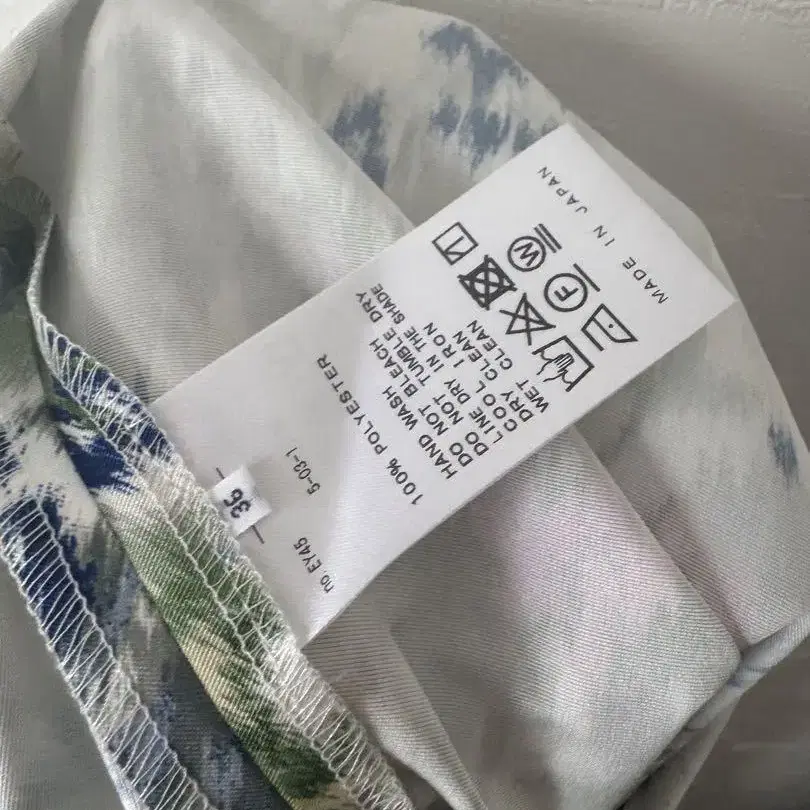 100% POLYESTER
HAND WASH
DO NOT BLEACH
DO NOT TUMBLE DRY
LINE DRY IN THE SHADE
COOL IRON
DRY CLEAN
WET CLEAN
F
W
MADE IN JAPAN
no.EY45 5-03-1
36